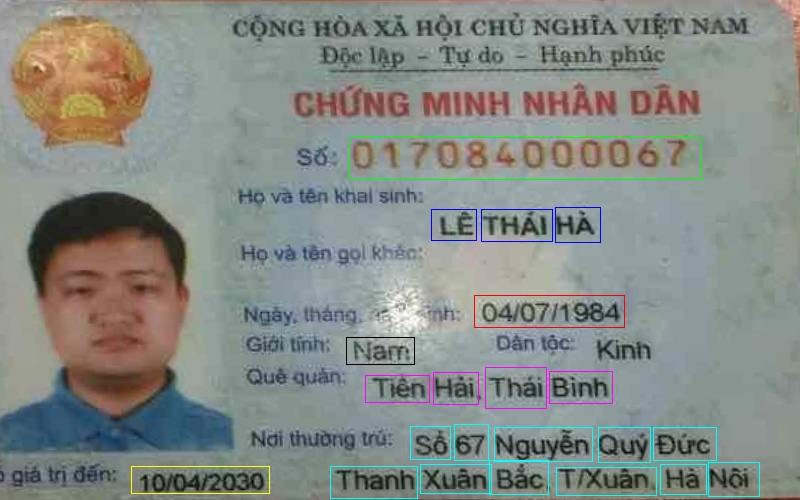 CỘNG HÒA XÃ HỘI CHỦ NGHĨA VIỆT NAM
Độc lập - Tự do - Hạnh phúc
CHỨNG MINH NHÂN DÂN
Số: 017084000067
Họ và tên khai sinh:
LÊ THÁI HÀ
Họ và tên gọi khác:
Ngày, tháng, sinh: 04/07/1984
Giới tính: Nam Dân tộc: Kinh
Quê quán: Tiên Hải, Thái Bình
Nơi thường trú: Số 67 Nguyễn Quý Đức
giá trị đến: 10/04/2030 Thanh Xuân Bắc, T/Xuân, Hà Nội